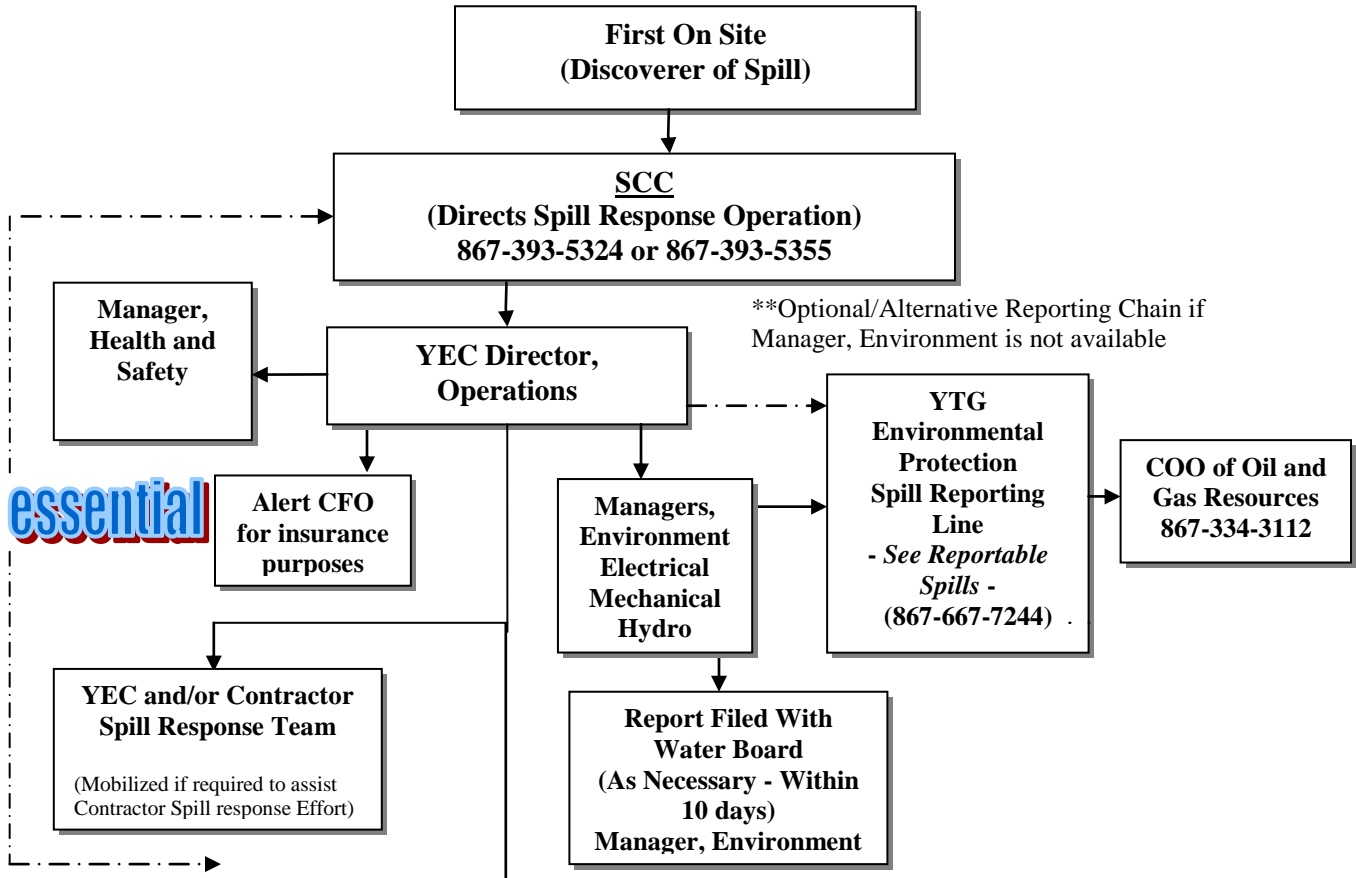 First On Site
(Discoverer of Spill)
SCC
(Directs Spill Response Operation)
867-393-5324 or 867-393-5355
Manager,
Health and
Safety
YEC Director,
Operations
**Optional/Alternative Reporting Chain if
Manager, Environment is not available
essential
Alert CFO
for insurance
purposes
Managers,
Environment
Electrical
Mechanical
Hydro
YTG
Environmental
Protection
Spill Reporting
Line
- See Reportable
Spills -
(867-667-7244) .
COO of Oil and
Gas Resources
867-334-3112
YEC and/or Contractor
Spill Response Team
(Mobilized if required to assist
Contractor Spill response Effort)
Report Filed With
Water Board
(As Necessary - Within
10 days)
Manager, Environment